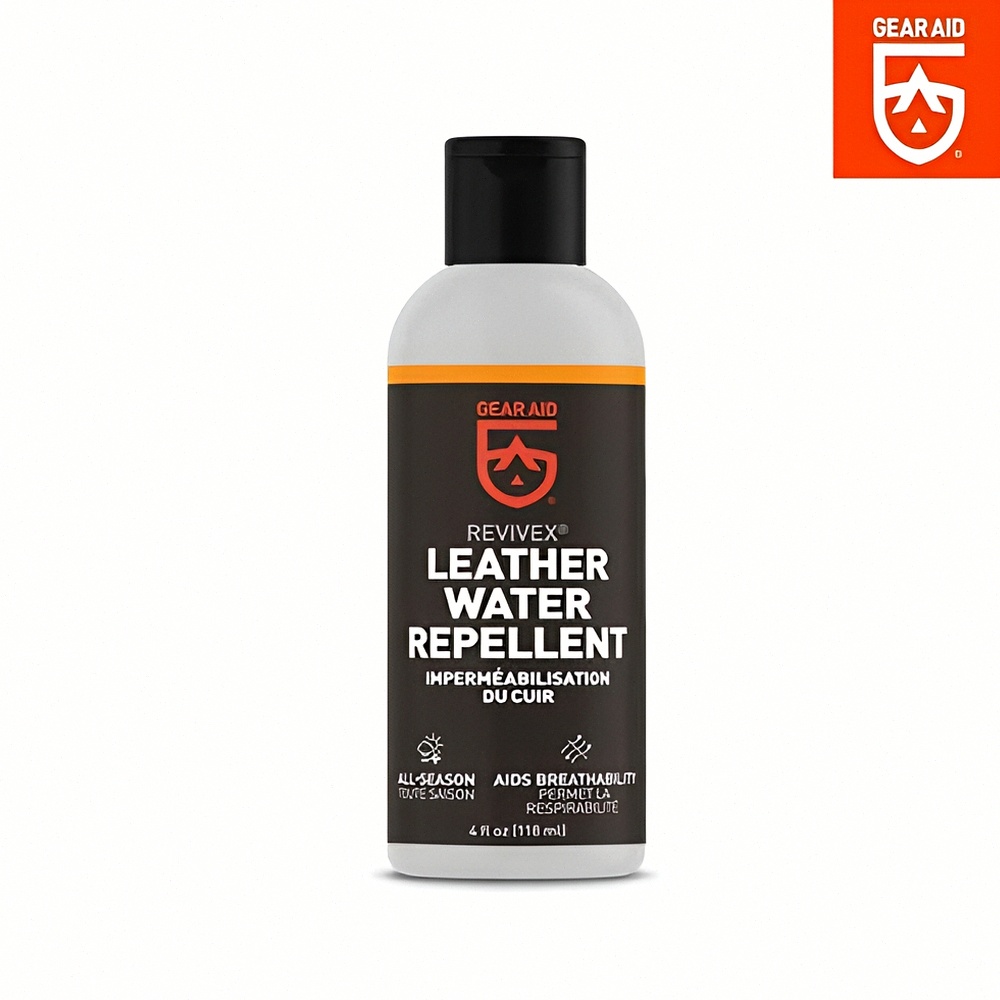 GEAR AID
GEAR AID
REVIVEX®
LEATHER
WATER
REPELLENT
IMPERMÉABILISATION
DU CUIR
ALL-SEASON
TOUTE SAISON
AIDS BREATHABILITY
PERMET LA
RESPIRABILITÉ
4 fl oz (118 ml)